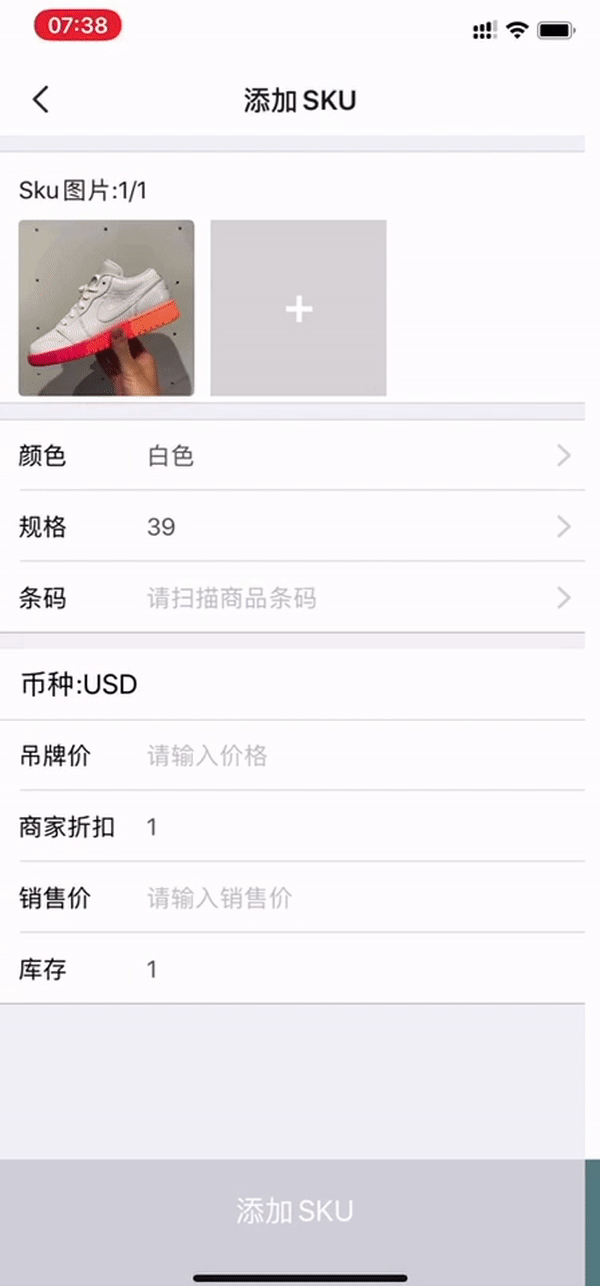 07:38
添加SKU
Sku图片:1/1
颜色 白色
规格 39
条码 请扫描商品条码
币种:USD
吊牌价 请输入价格
商家折扣 1
销售价 请输入销售价
库存 1
添加SKU